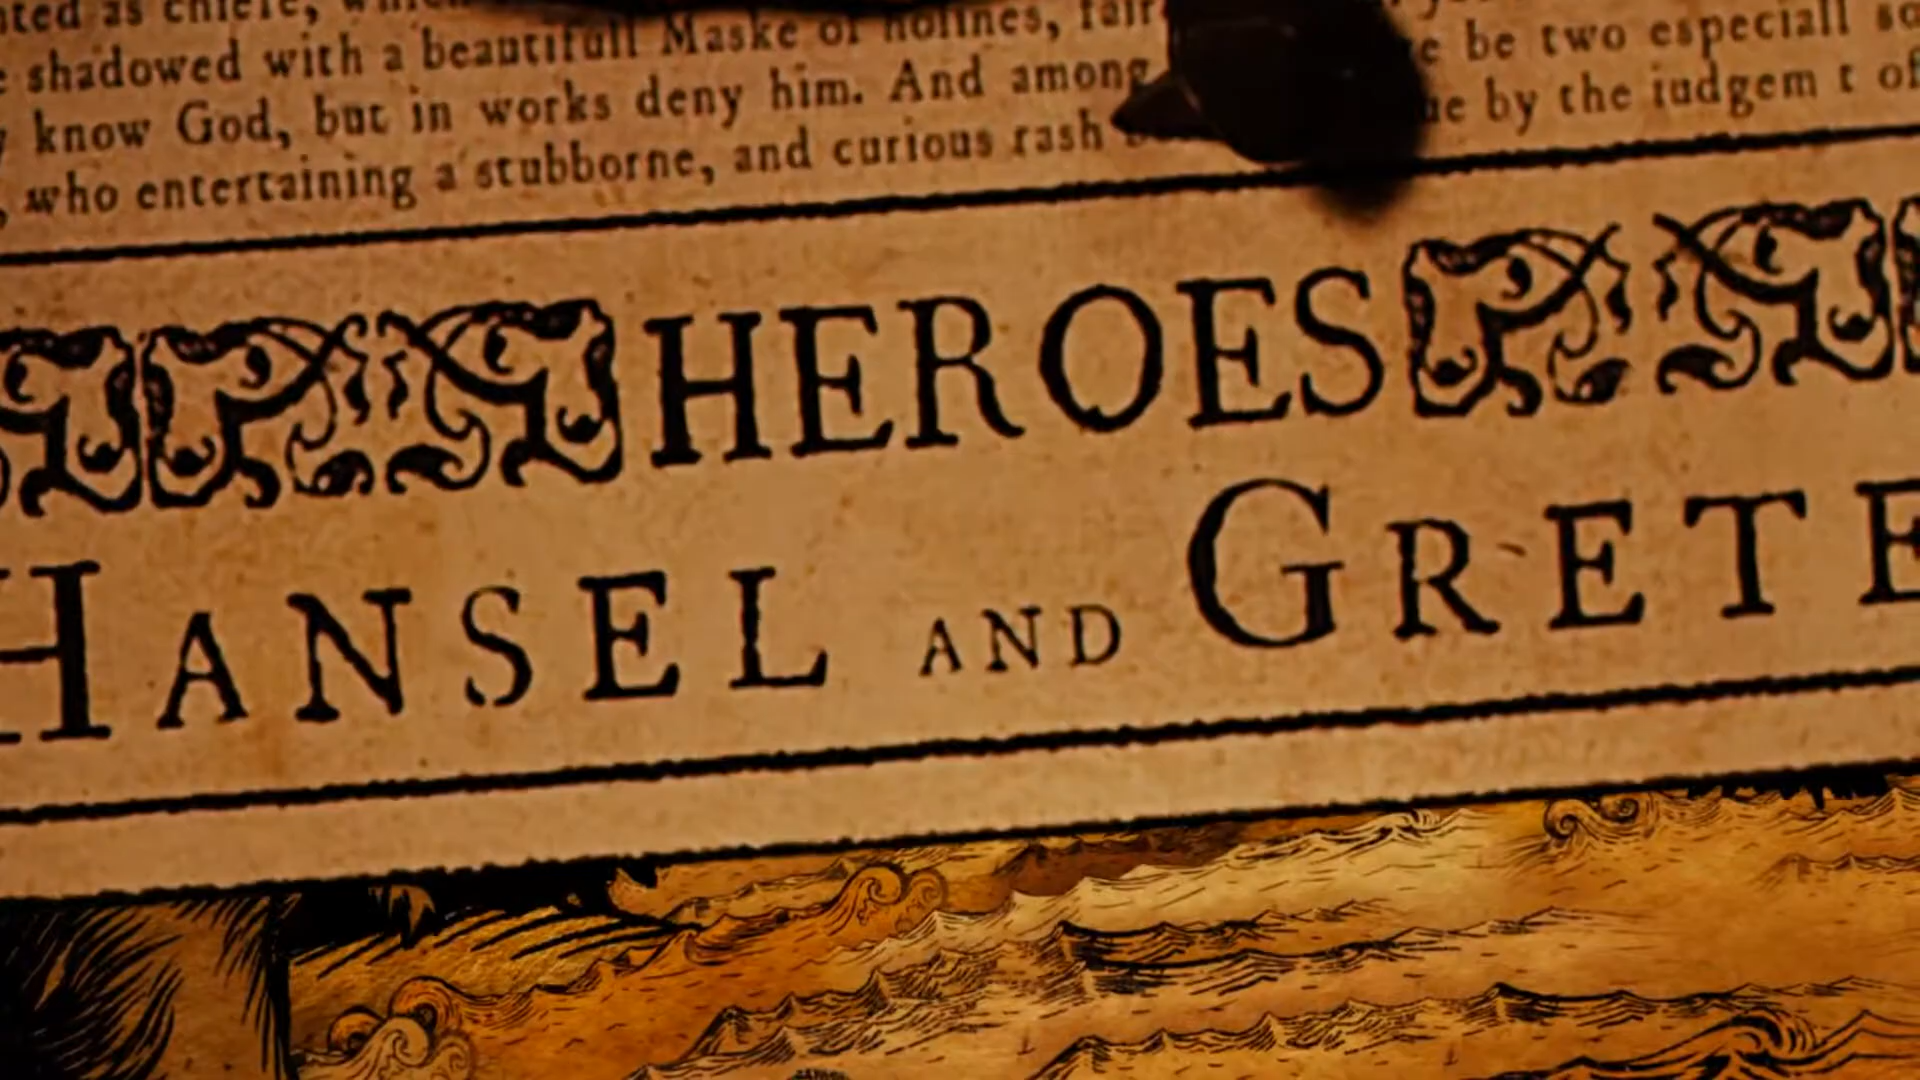 shadowed with a beautifull Maske of holines, fair
know God, but in works deny him. And among
be two especiall
, who entertaining a stubborne, and curious rash
by the iudgem t of
HEROES
HANSEL AND GRETE